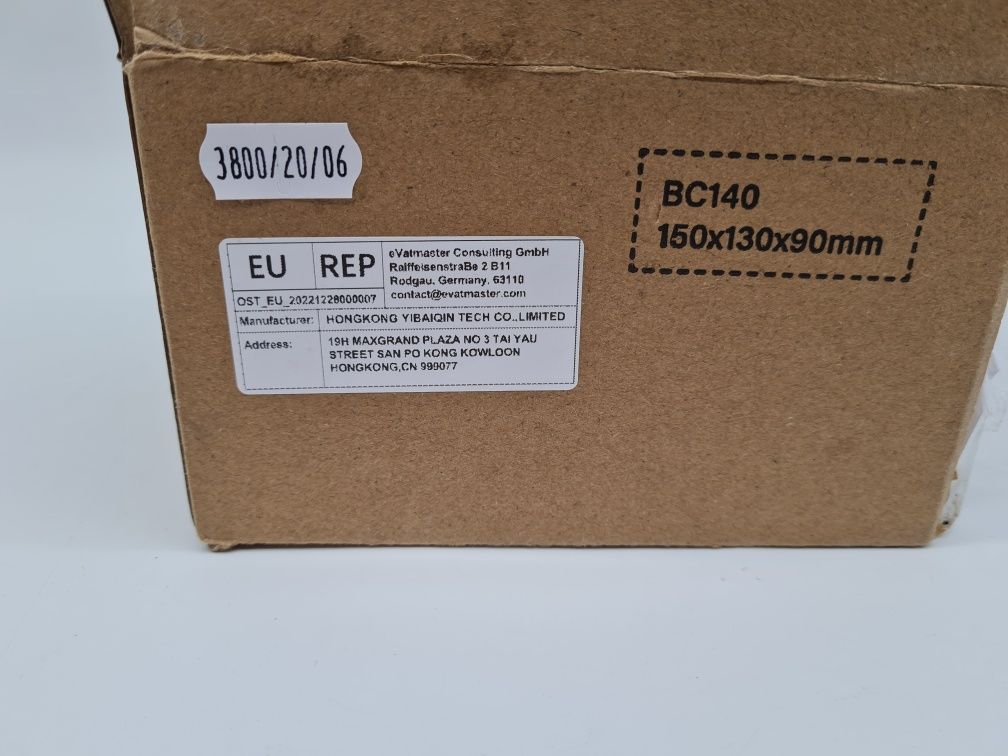 3800/20/06
BC140
150x130x90mm
EU REP
eVatmaster Consulting GmbH
RaiffeisenstraBe 2 B11
Rodgau, Germany, 63110
contact@evatmaster.com
OST_EU_20221228000007
Manufacturer: HONGKONG YIBAIQIN TECH CO.,LIMITED
Address: 19H MAXGRAND PLAZA NO 3 TAI YAU
STREET SAN PO KONG KOWLOON
HONGKONG,CN 999077